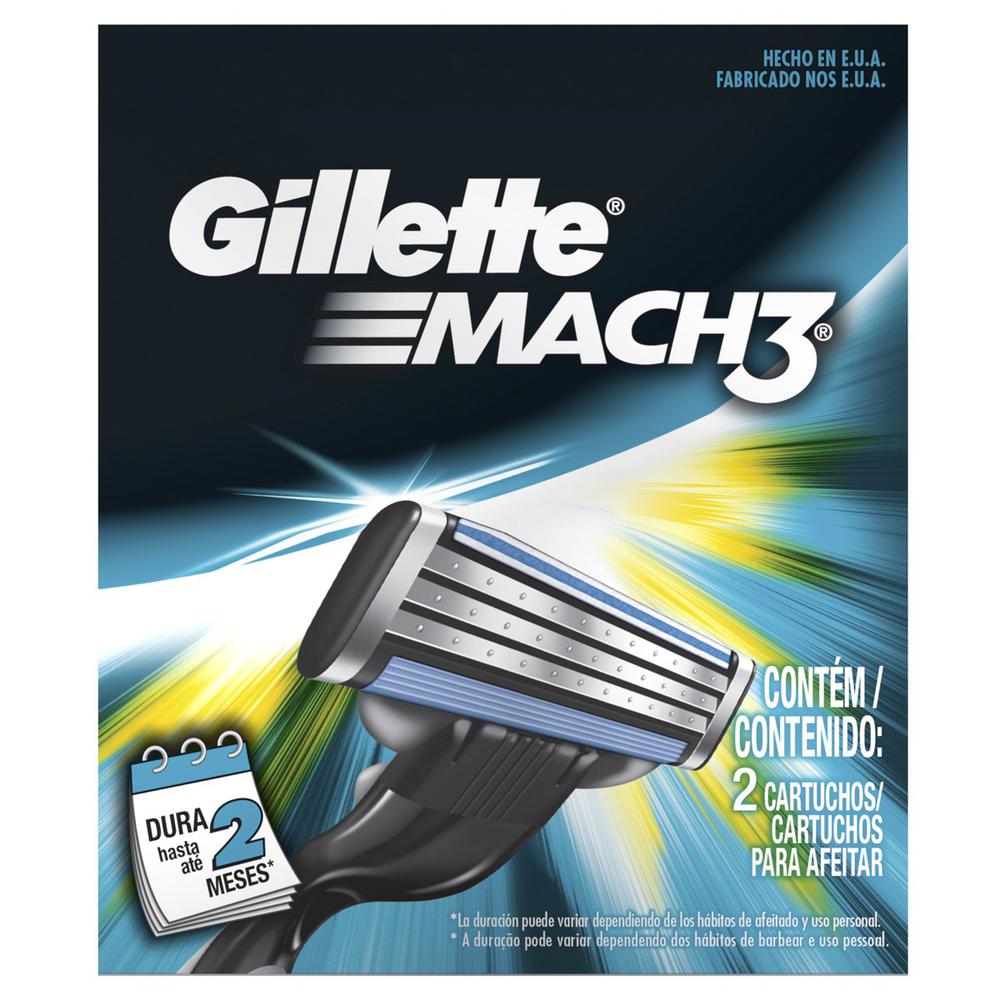 HECHO EN E.U.A.
FABRICADO NOS E.U.A.
Gillette®
MACH3®
CONTÉM /
CONTENIDO:
2 CARTUCHOS/
CARTUCHOS
PARA AFEITAR
DURA
hasta
até
2
MESES*
*La duración puede variar dependiendo de los hábitos de afeitado y uso personal.
* A duração pode variar dependendo dos hábitos de barbear e uso pessoal.